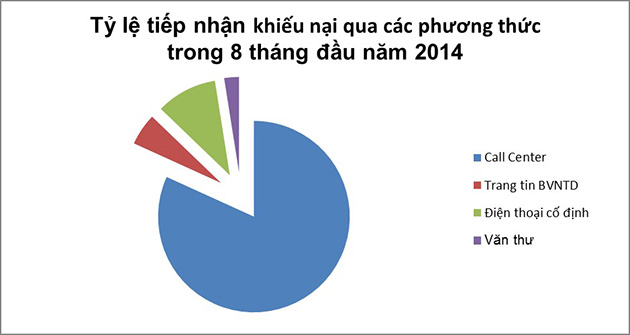 Tỷ lệ tiếp nhận khiếu nại qua các phương thức
trong 8 tháng đầu năm 2014
Call Center
Trang tin BVNTD
Điện thoại cố định
Văn thư